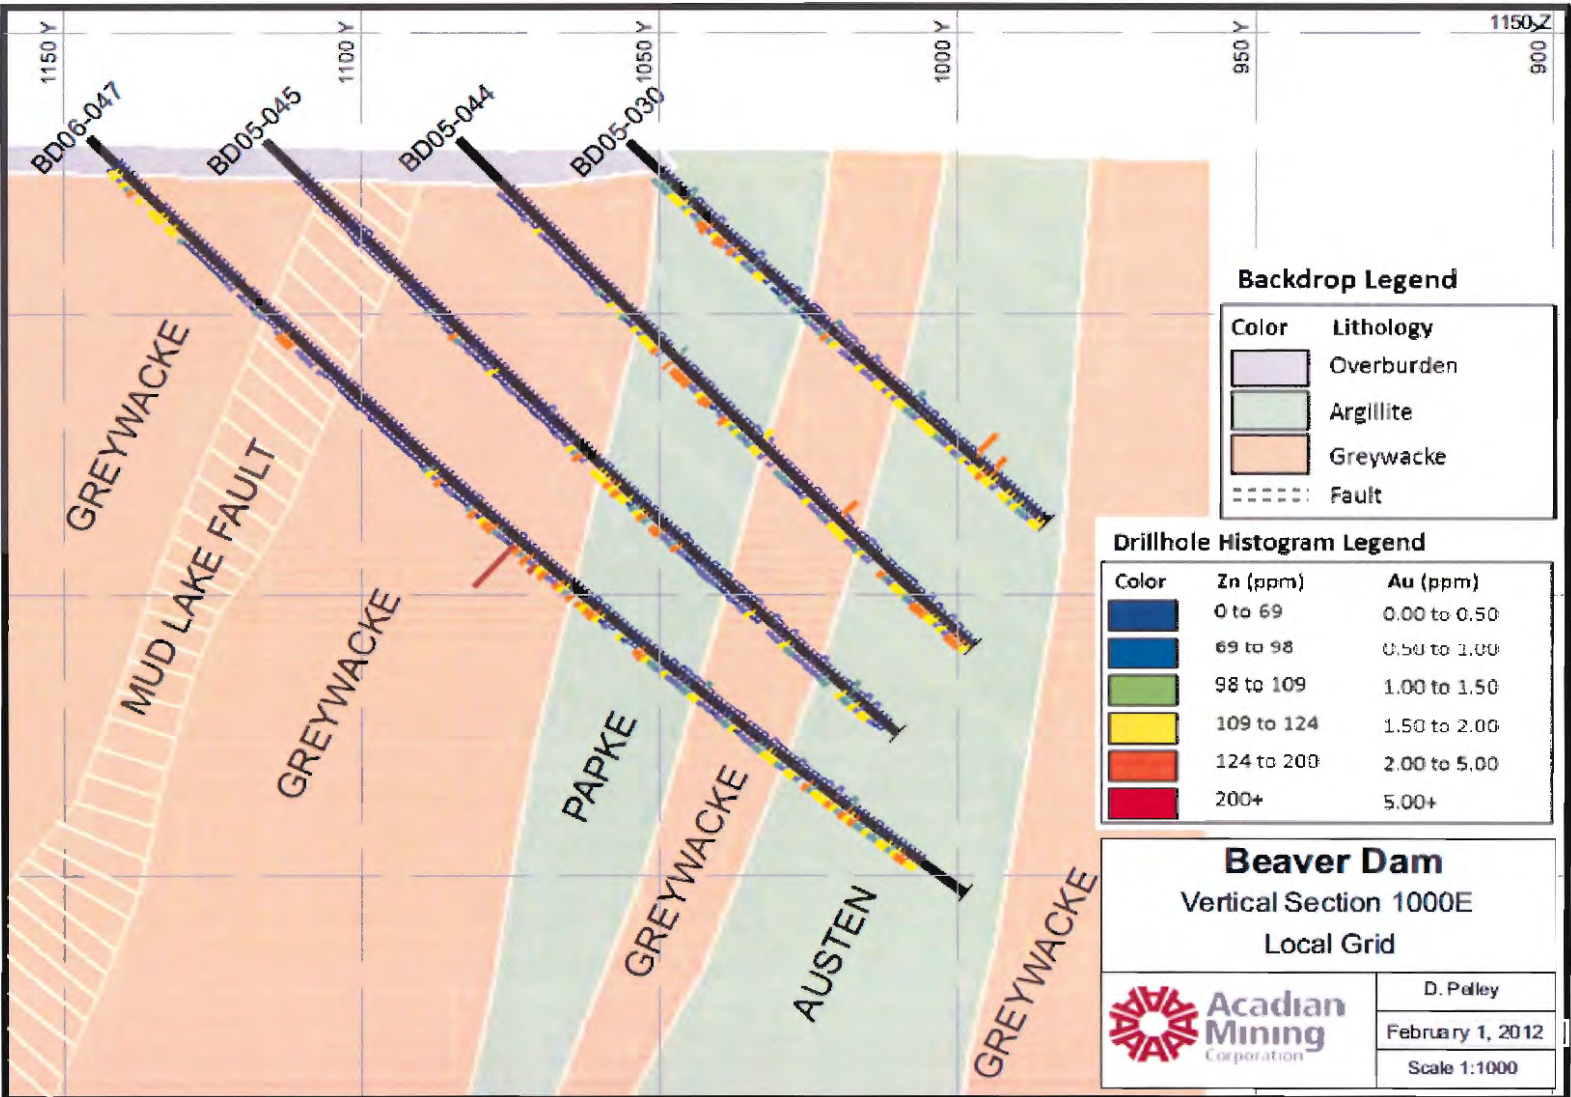 1150 Y
1100 Y
1050 Y
1000 Y
950 Y
1150 Z
900
BD06-047
BD05-045
BD05-044
BD05-030
GREYWACKE
MUD LAKE FAULT
GREYWACKE
PAPKE
GREYWACKE
AUSTEN
GREYWACKE
Backdrop Legend
Color Lithology
Overburden
Argillite
Greywacke
Fault
Drillhole Histogram Legend
Color Zn (ppm) Au (ppm)
0 to 69 0.00 to 0.50
69 to 98 0.50 to 1.00
98 to 109 1.00 to 1.50
109 to 124 1.50 to 2.00
124 to 200 2.00 to 5.00
200+ 5.00+
Beaver Dam
Vertical Section 1000E
Local Grid
Acadian
Mining
Corporation
D. Pelley
February 1, 2012
Scale 1:1000